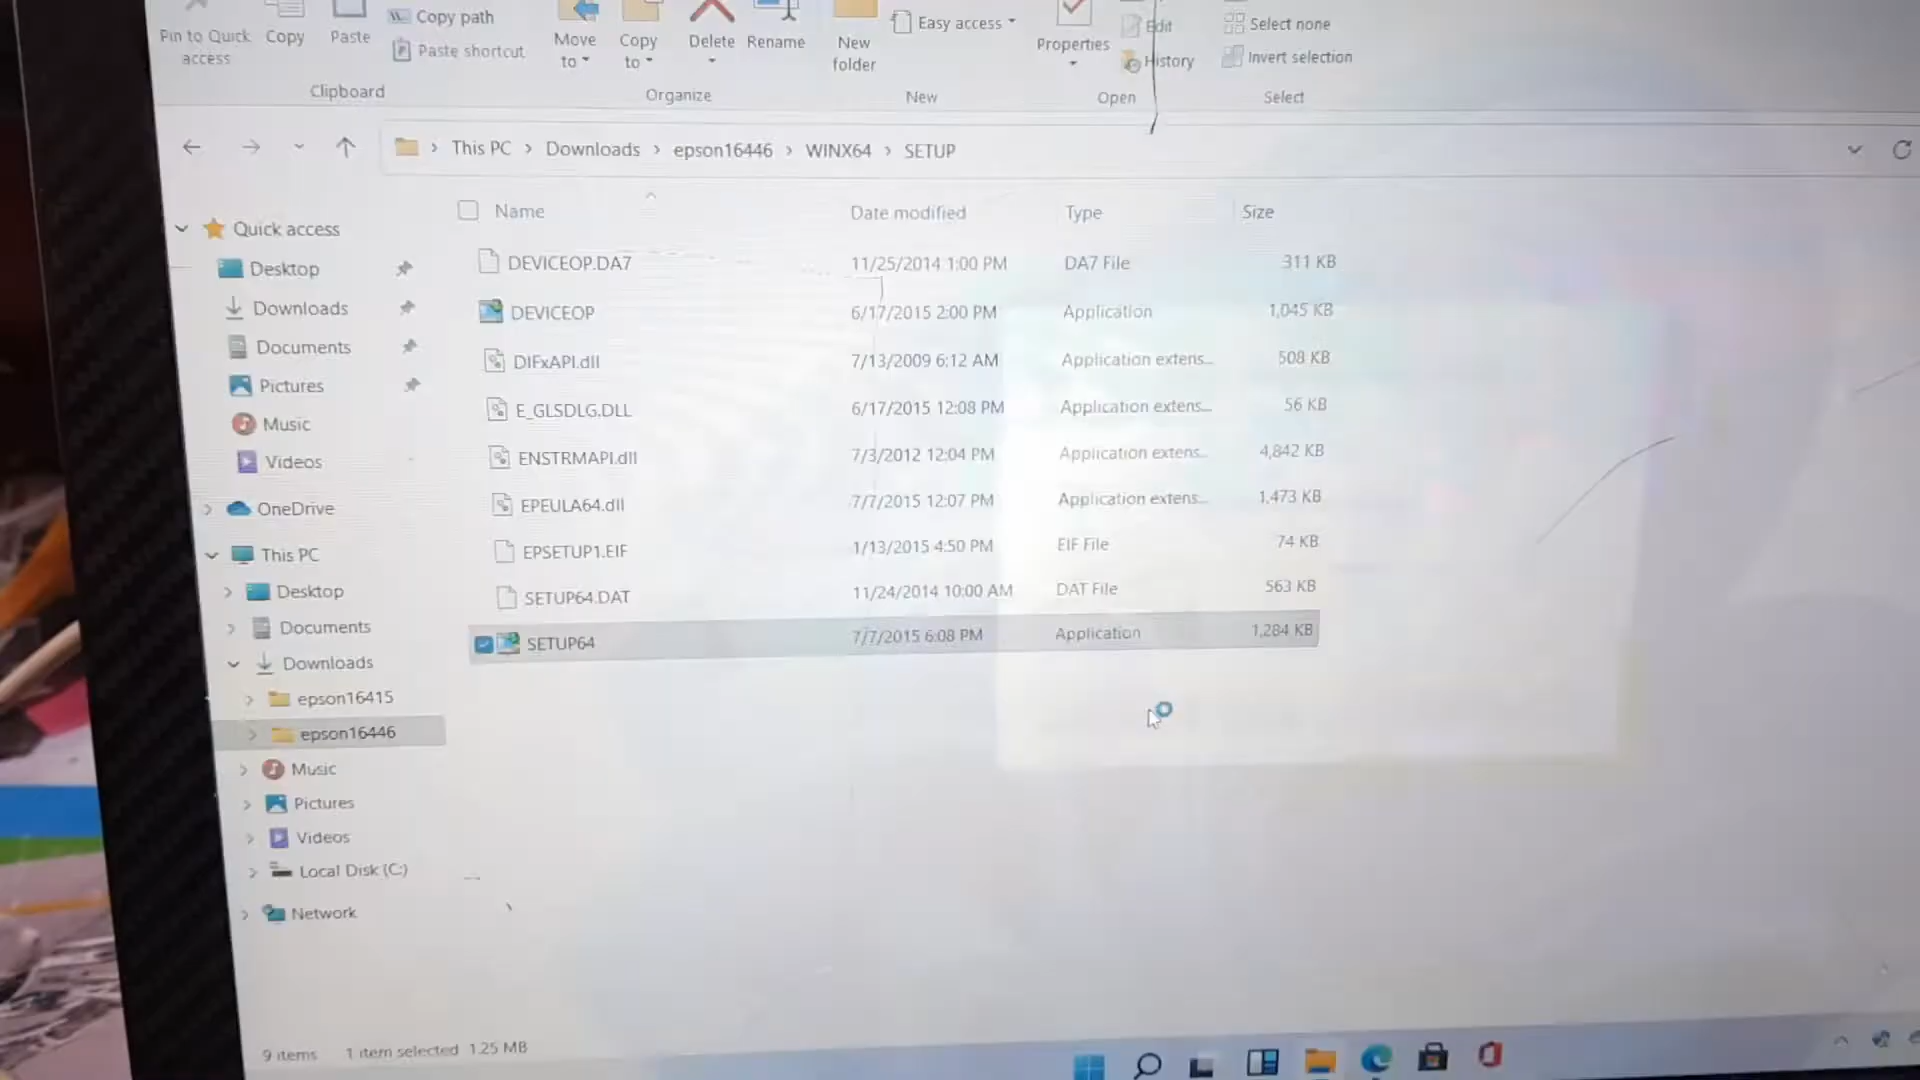 Pin to Quick access
Copy
Paste
Copy path
Paste shortcut
Clipboard
Move to
Copy to
Delete
Rename
Organize
New folder
Easy access
New
Properties
Edit
History
Open
Select none
Invert selection
Select
This PC > Downloads > epson16446 > WINX64 > SETUP
Name Date modified Type Size
DEVICEOP.DA7 11/25/2014 1:00 PM DA7 File 311 KB
DEVICEOP 6/17/2015 2:00 PM Application 1,045 KB
DIFxAPI.dll 7/13/2009 6:12 AM Application extens... 508 KB
E_GLSDLG.DLL 6/17/2015 12:08 PM Application extens... 56 KB
ENSTRMAPI.dll 7/3/2012 12:04 PM Application extens... 4,842 KB
EPEULA64.dll 7/7/2015 12:07 PM Application extens... 1,473 KB
EPSETUP1.EIF 1/13/2015 4:50 PM EIF File 74 KB
SETUP64.DAT 11/24/2014 10:00 AM DAT File 563 KB
SETUP64 7/7/2015 6:08 PM Application 1,284 KB
Quick access
Desktop
Downloads
Documents
Pictures
Music
Videos
OneDrive
This PC
Desktop
Documents
Downloads
epson16415
epson16446
Music
Pictures
Videos
Local Disk (C:)
Network
9 items 1 item selected 1.25 MB